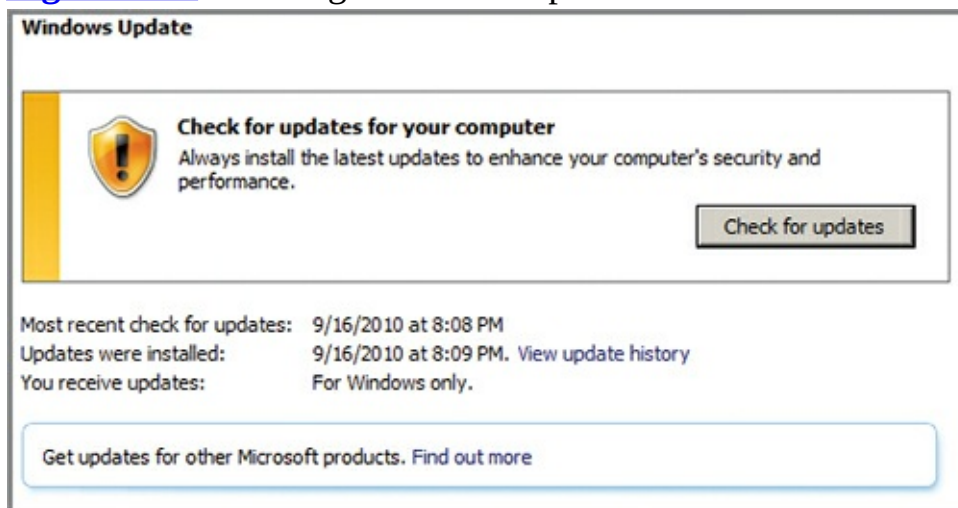 Windows Update
Check for updates for your computer
Always install the latest updates to enhance your computer's security and
performance.
Check for updates
Most recent check for updates: 9/16/2010 at 8:08 PM
Updates were installed: 9/16/2010 at 8:09 PM. View update history
You receive updates: For Windows only.
Get updates for other Microsoft products. Find out more